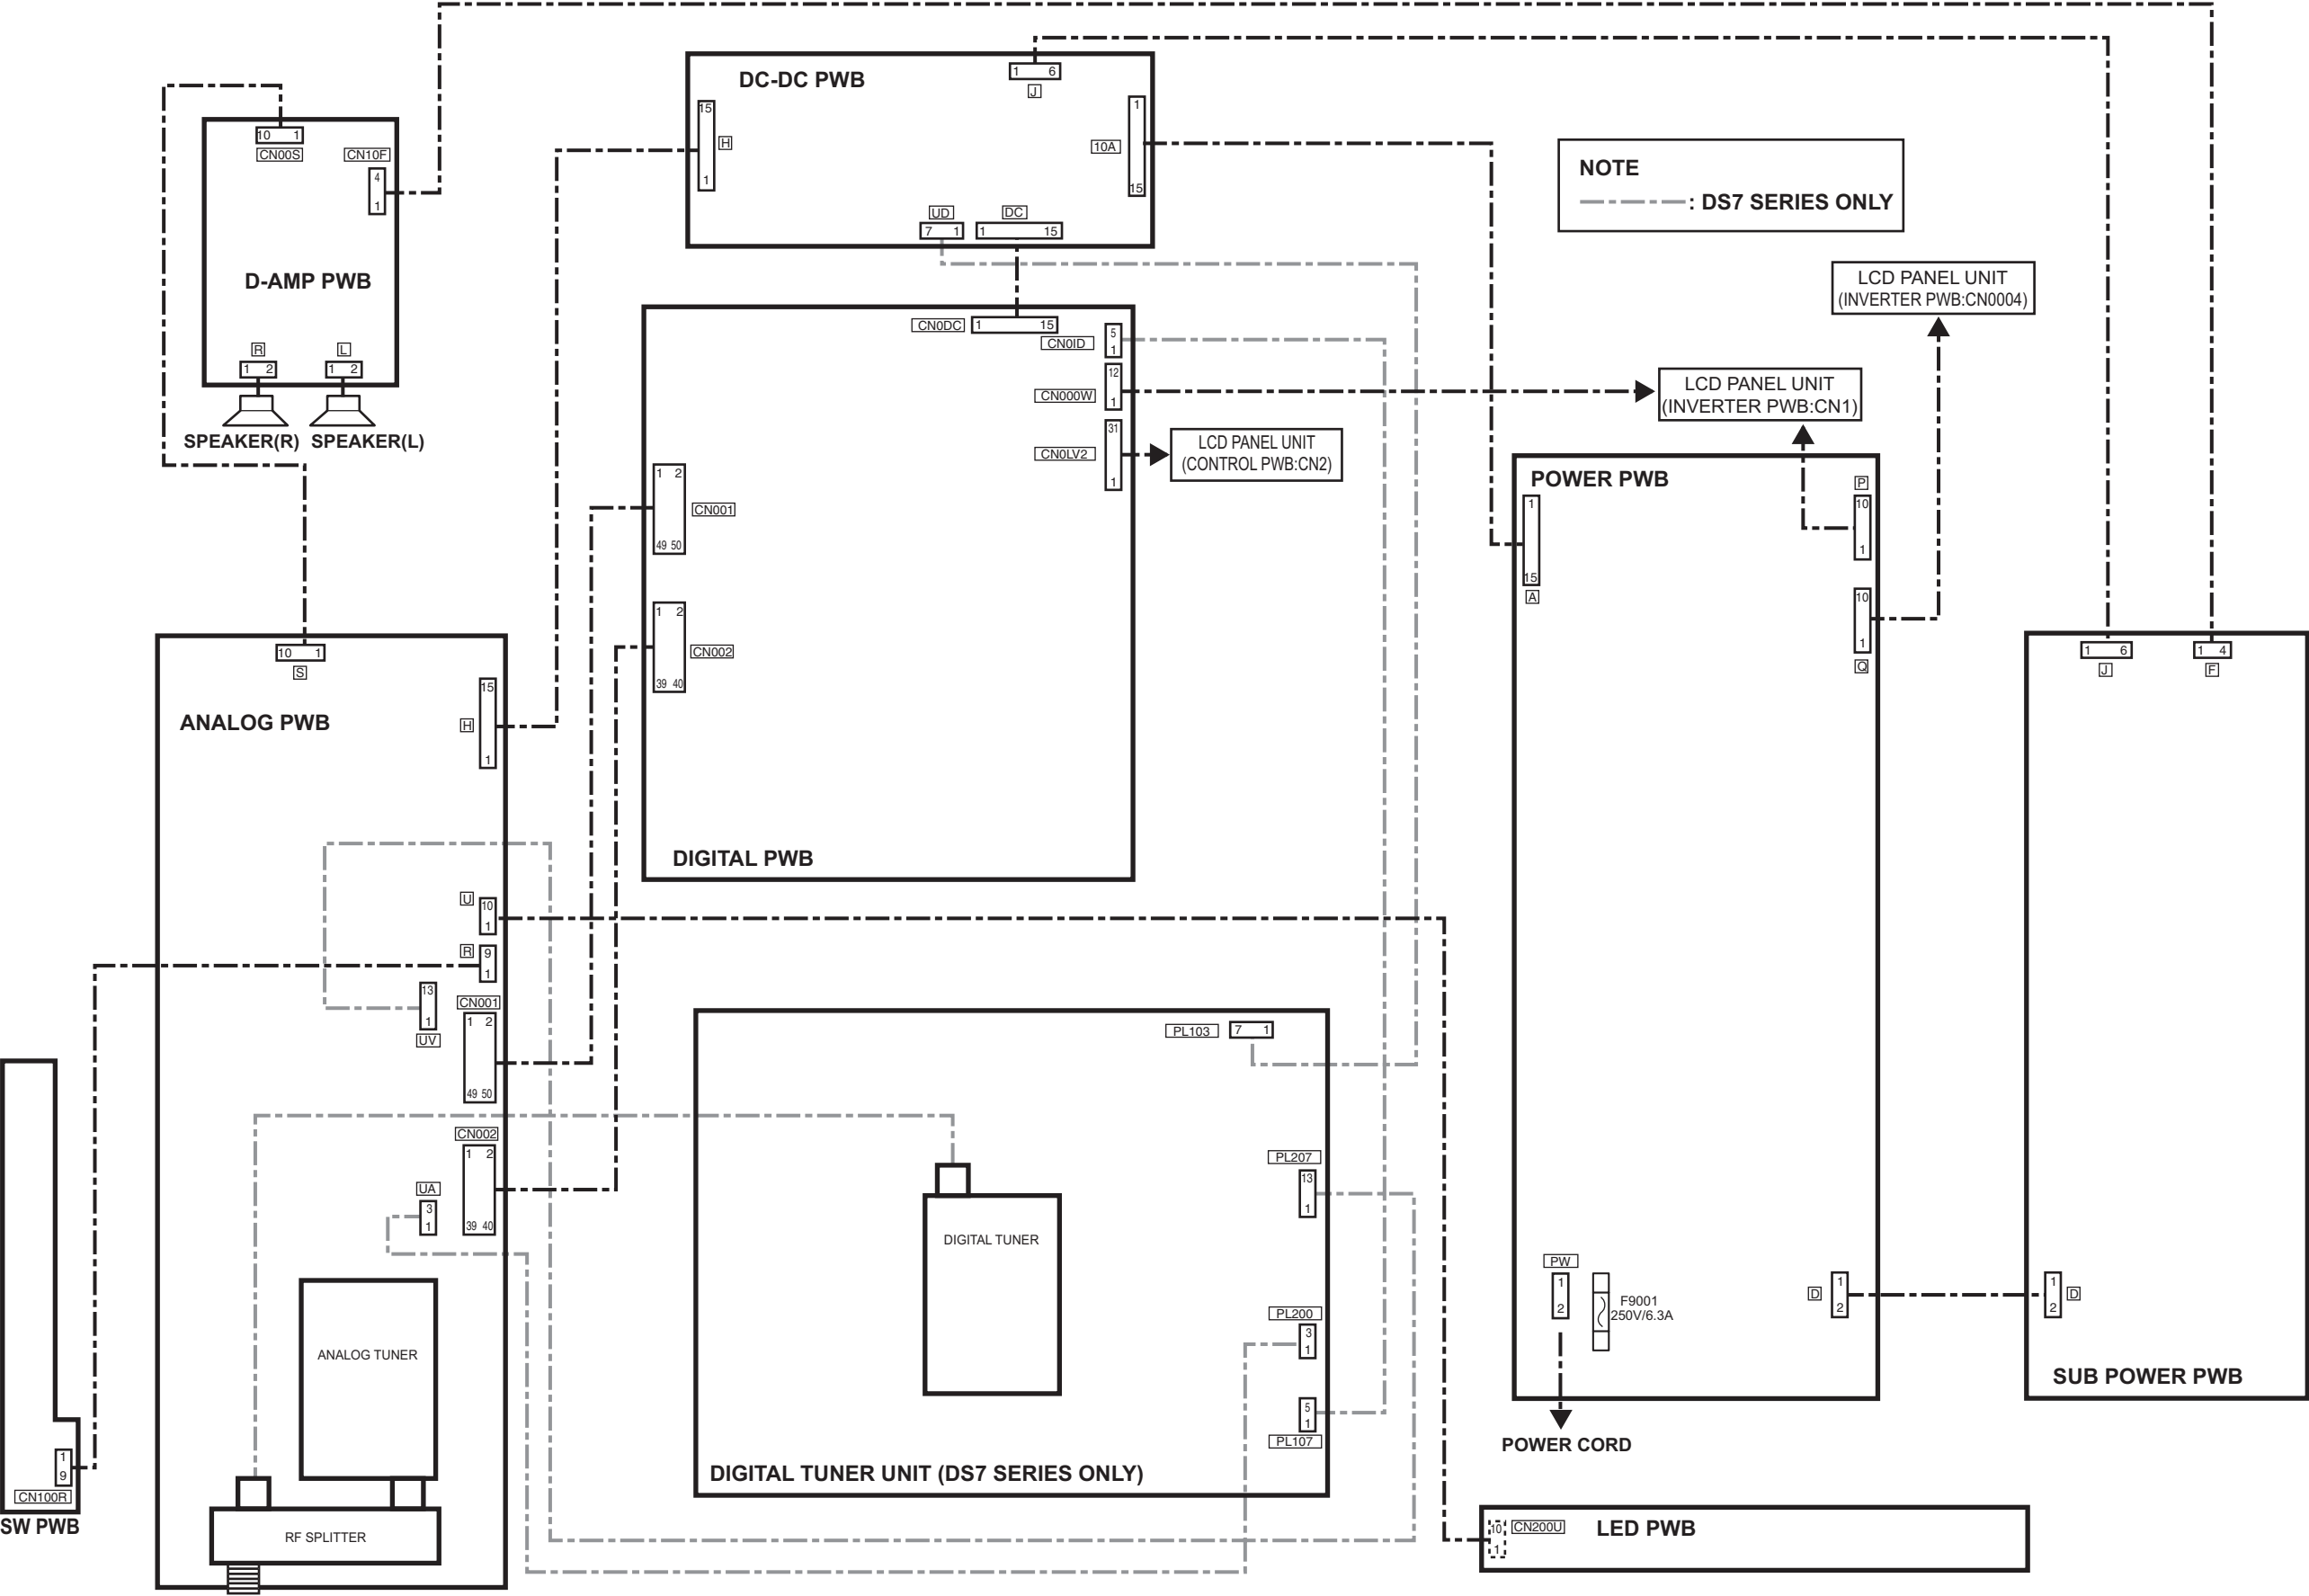 DC-DC PWB
1 6
J
15
H
1
1
10A
15
UD
DC
7 1
1 15
10 1
CN00S
CN10F
4
1
D-AMP PWB
R
L
1 2
1 2
SPEAKER(R)
SPEAKER(L)
NOTE
: DS7 SERIES ONLY
LCD PANEL UNIT
(INVERTER PWB:CN0004)
LCD PANEL UNIT
(INVERTER PWB:CN1)
LCD PANEL UNIT
(CONTROL PWB:CN2)
CN0DC
1 15
CN0ID
5
1
CN000W
12
1
CN0LV2
31
1
1 2
CN001
49 50
1 2
CN002
39 40
DIGITAL PWB
POWER PWB
1
15
A
P
10
1
10
1
Q
PW
1
2
F9001
250V/6.3A
D
1
2
POWER CORD
1 6
J
1 4
F
1
2
D
SUB POWER PWB
10 1
S
ANALOG PWB
H
15
1
U
10
1
R
9
1
13
1
UV
CN001
1 2
49 50
CN002
1 2
39 40
UA
3
1
ANALOG TUNER
RF SPLITTER
1
9
CN100R
SW PWB
PL103
7 1
PL207
13
1
DIGITAL TUNER
PL200
3
1
5
1
PL107
DIGITAL TUNER UNIT (DS7 SERIES ONLY)
10
1
CN200U
LED PWB